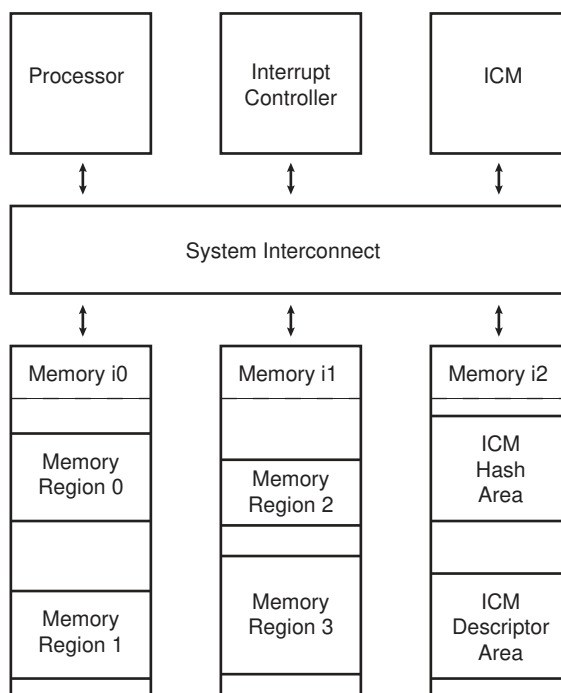 Processor
Interrupt
Controller
ICM
System Interconnect
Memory i0
Memory i1
Memory i2
Memory
Region 0
Memory
Region 2
ICM
Hash
Area
Memory
Region 1
Memory
Region 3
ICM
Descriptor
Area